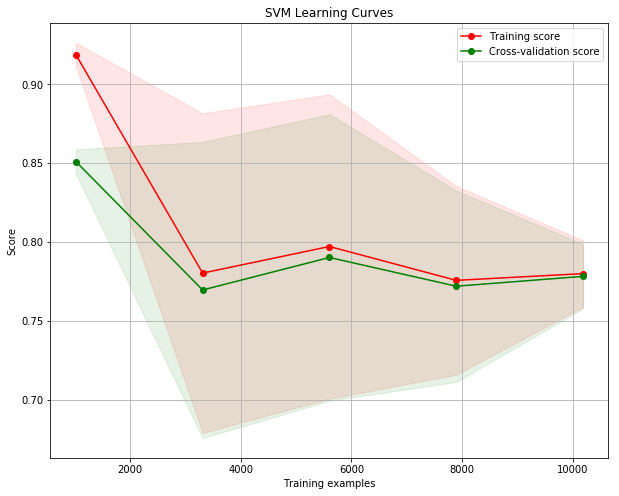 SVM Learning Curves
Training score
Cross-validation score
0.90
0.85
0.80
0.75
0.70
Score
2000 4000 6000 8000 10000
Training examples